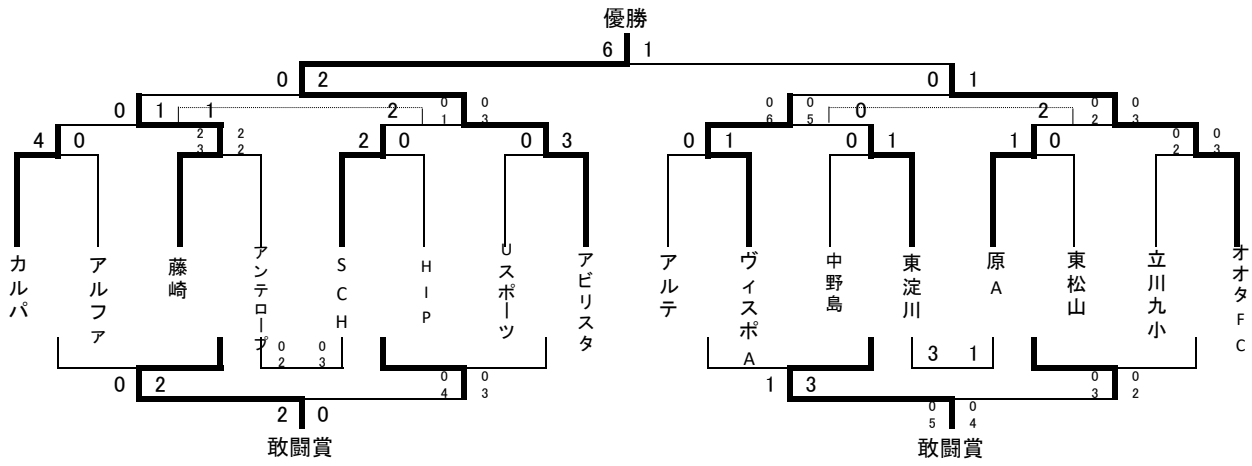 優勝
6 1
0 2 0 1
0 1 1 2 0 0 0 0 0 2 0 0
1 3 6 5 2 3
4 0 2 2 2 0 0 3 0 1 0 1 1 0 0 0
3 2 2 3
カルパ
アルファ
藤崎
アンテロープ
SCH
HIP
Uスポーツ
アビリスタ
アルテ
ヴィスポA
中野島
東淀川
原A
東松山
立川九小
オオタFC
0 0 3 1
2 3
0 2 0 0 1 3 0 0
4 3 3 2
2 0 0 0
5 4
敢闘賞 敢闘賞